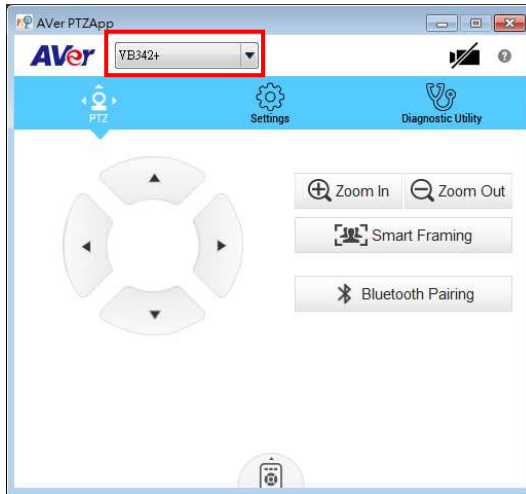 AVer PTZApp
AVer VB342+ ?
PTZ Settings Diagnostic Utility
Zoom In Zoom Out
Smart Framing
Bluetooth Pairing